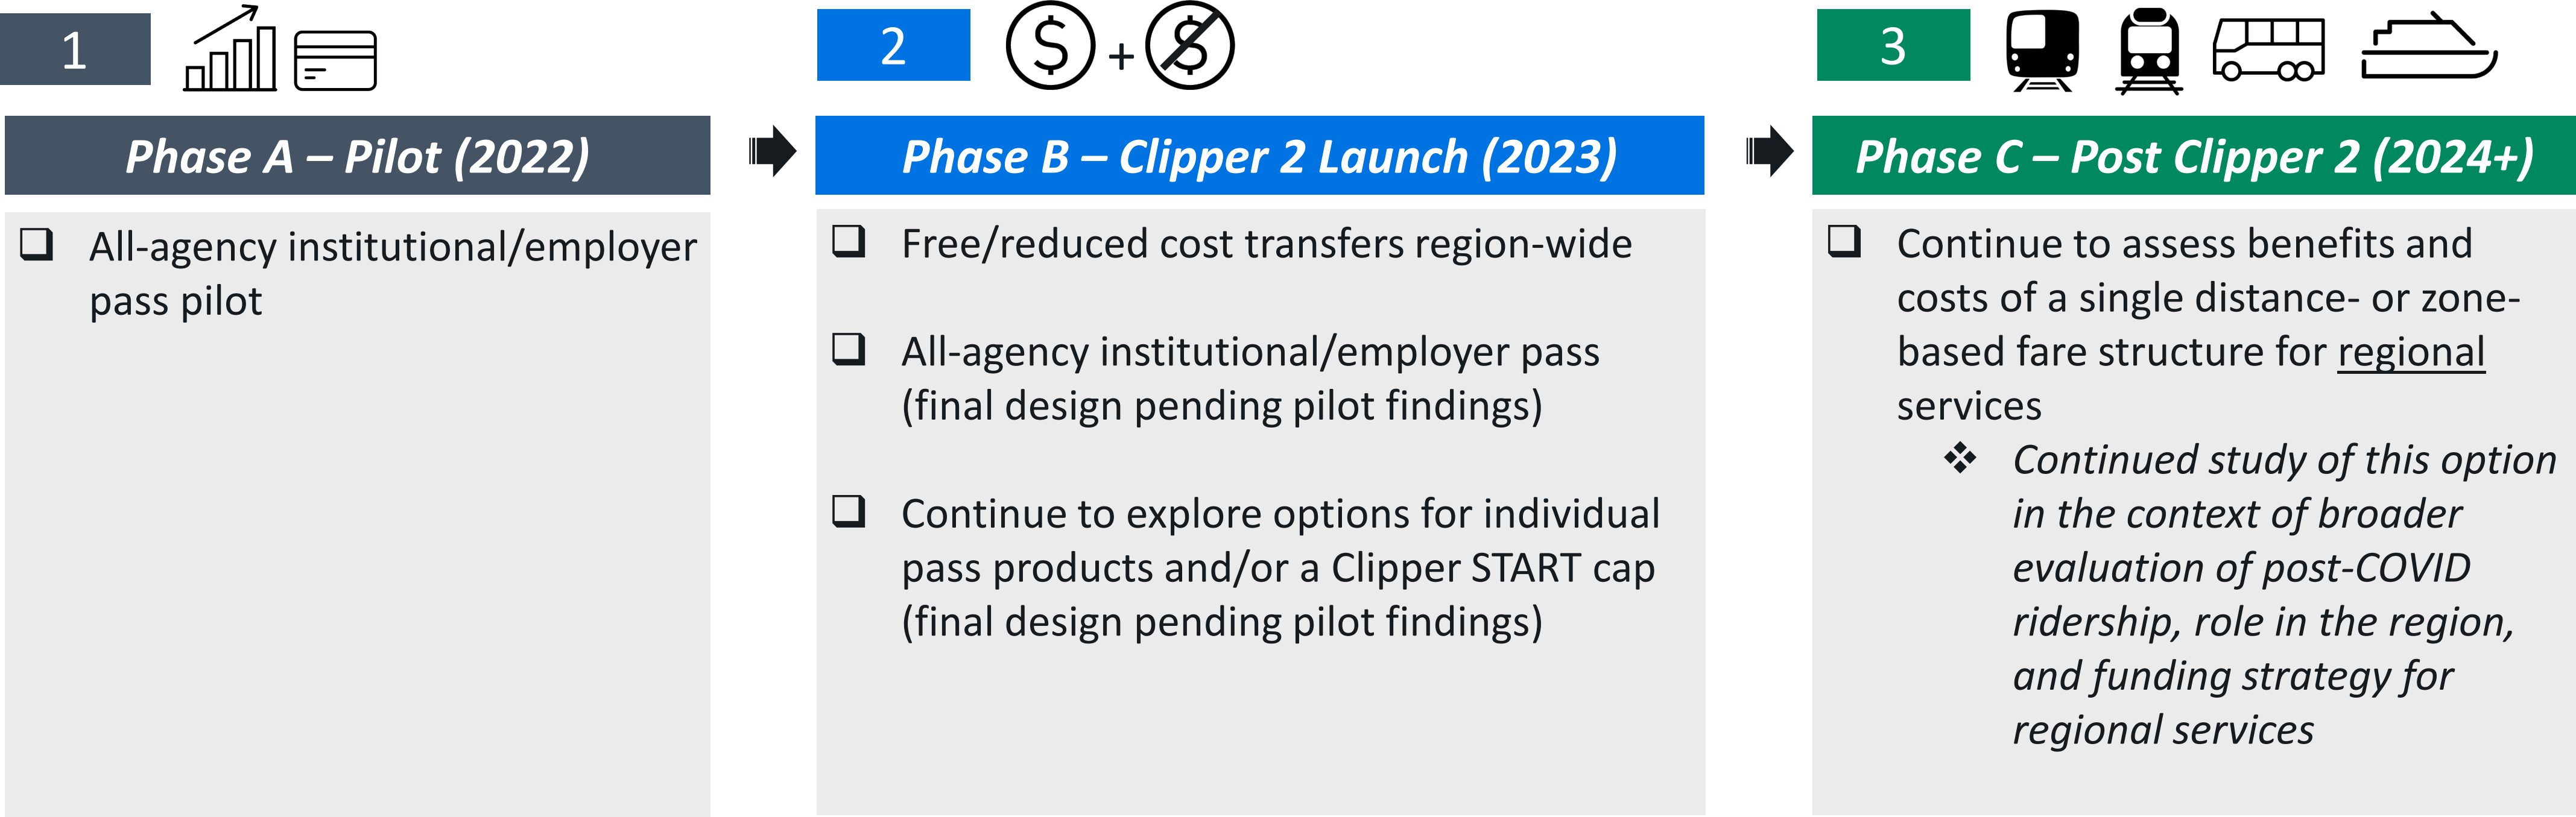 1
Phase A – Pilot (2022)
❑ All-agency institutional/employer
pass pilot
2
$ + $
Phase B – Clipper 2 Launch (2023)
❑ Free/reduced cost transfers region-wide
❑ All-agency institutional/employer pass
(final design pending pilot findings)
❑ Continue to explore options for individual
pass products and/or a Clipper START cap
(final design pending pilot findings)
3
Phase C – Post Clipper 2 (2024+)
❑ Continue to assess benefits and
costs of a single distance- or zone-
based fare structure for regional
services
❖ Continued study of this option
in the context of broader
evaluation of post-COVID
ridership, role in the region,
and funding strategy for
regional services